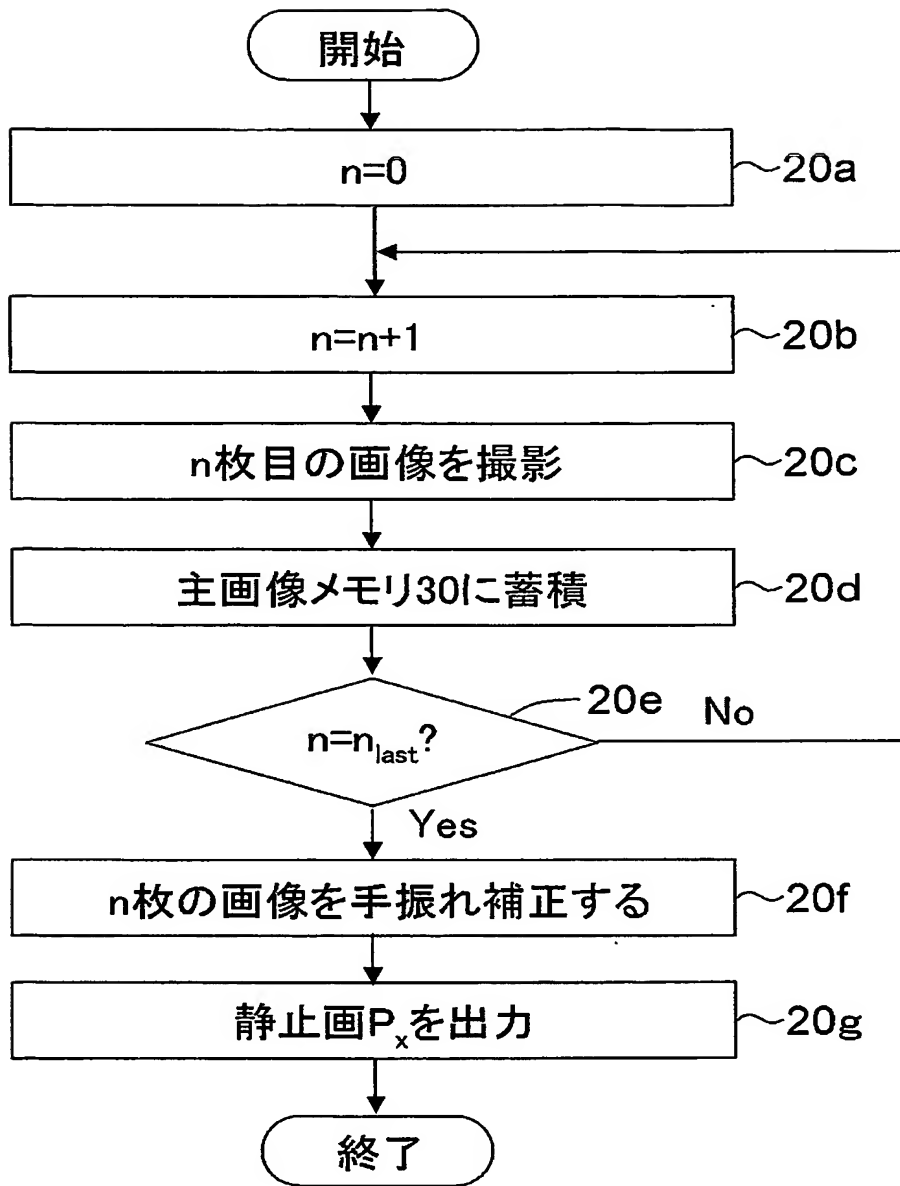 開始
n=0
20a
n=n+1
20b
n枚目の画像を撮影
20c
主画像メモリ30に蓄積
20d
20e
No
n=nlast?
Yes
n枚の画像を手振れ補正する
20f
静止画Pxを出力
20g
終了